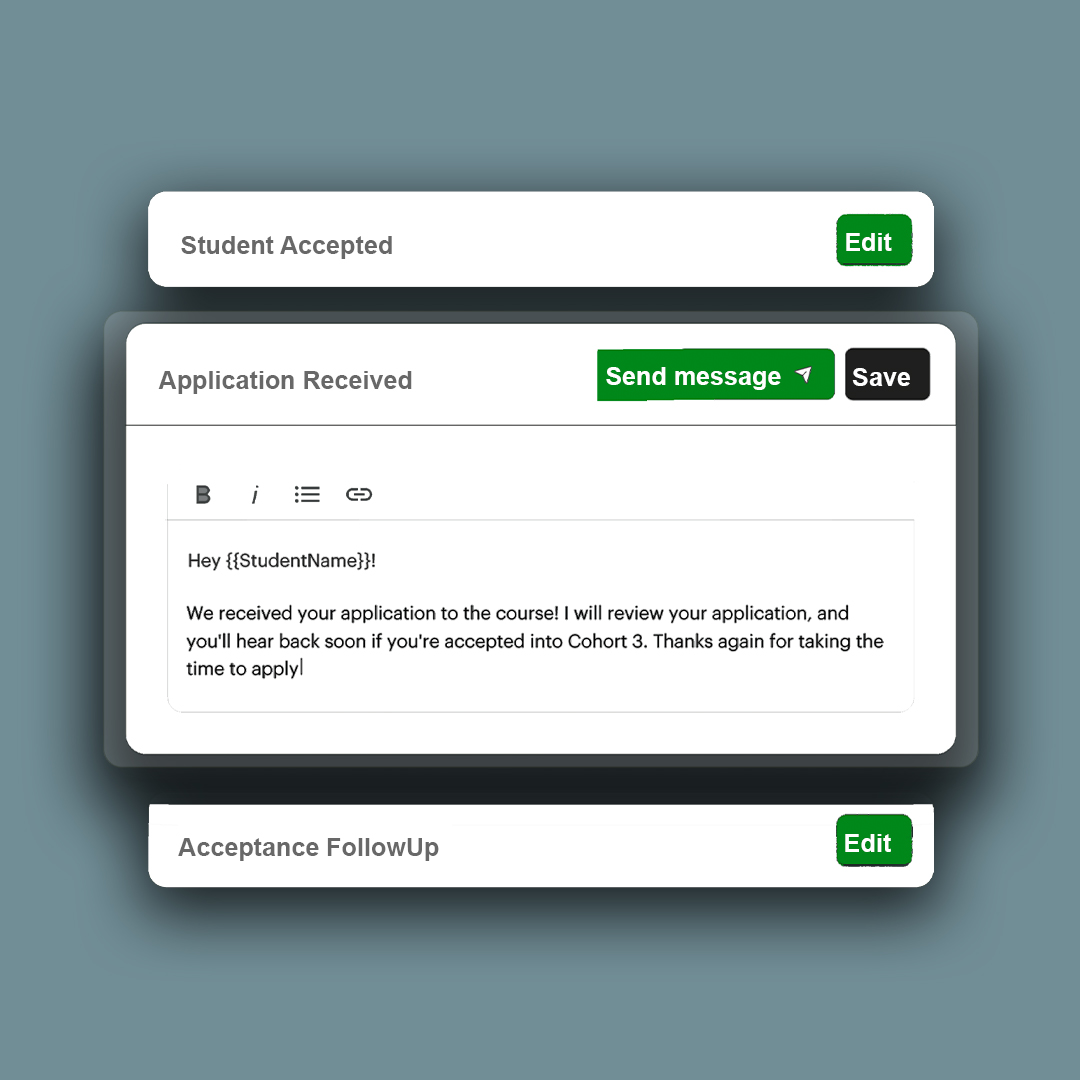 Student Accepted
Edit
Application Received
Send message
Save
B i
Hey {{StudentName}}!
We received your application to the course! I will review your application, and
you'll hear back soon if you're accepted into Cohort 3. Thanks again for taking the
time to apply
Acceptance FollowUp
Edit